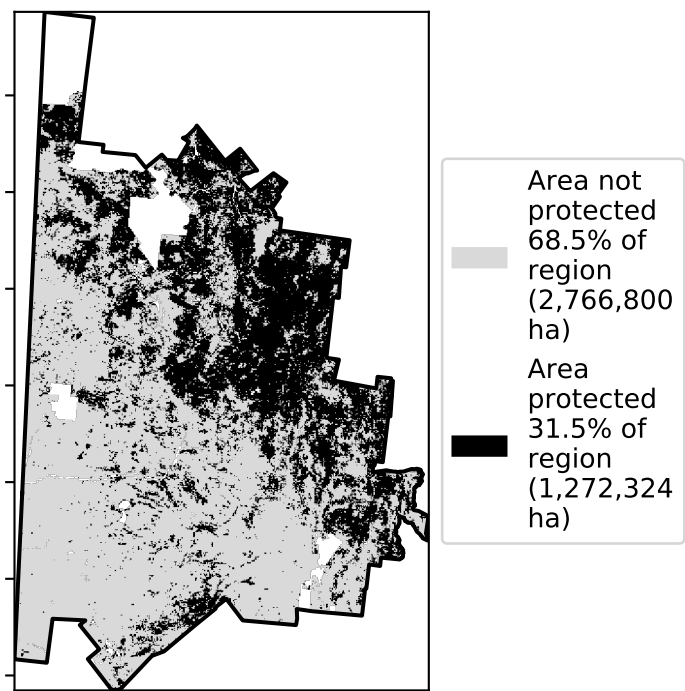 Area not
protected
68.5% of
region
(2,766,800
ha)
Area
protected
31.5% of
region
(1,272,324
ha)